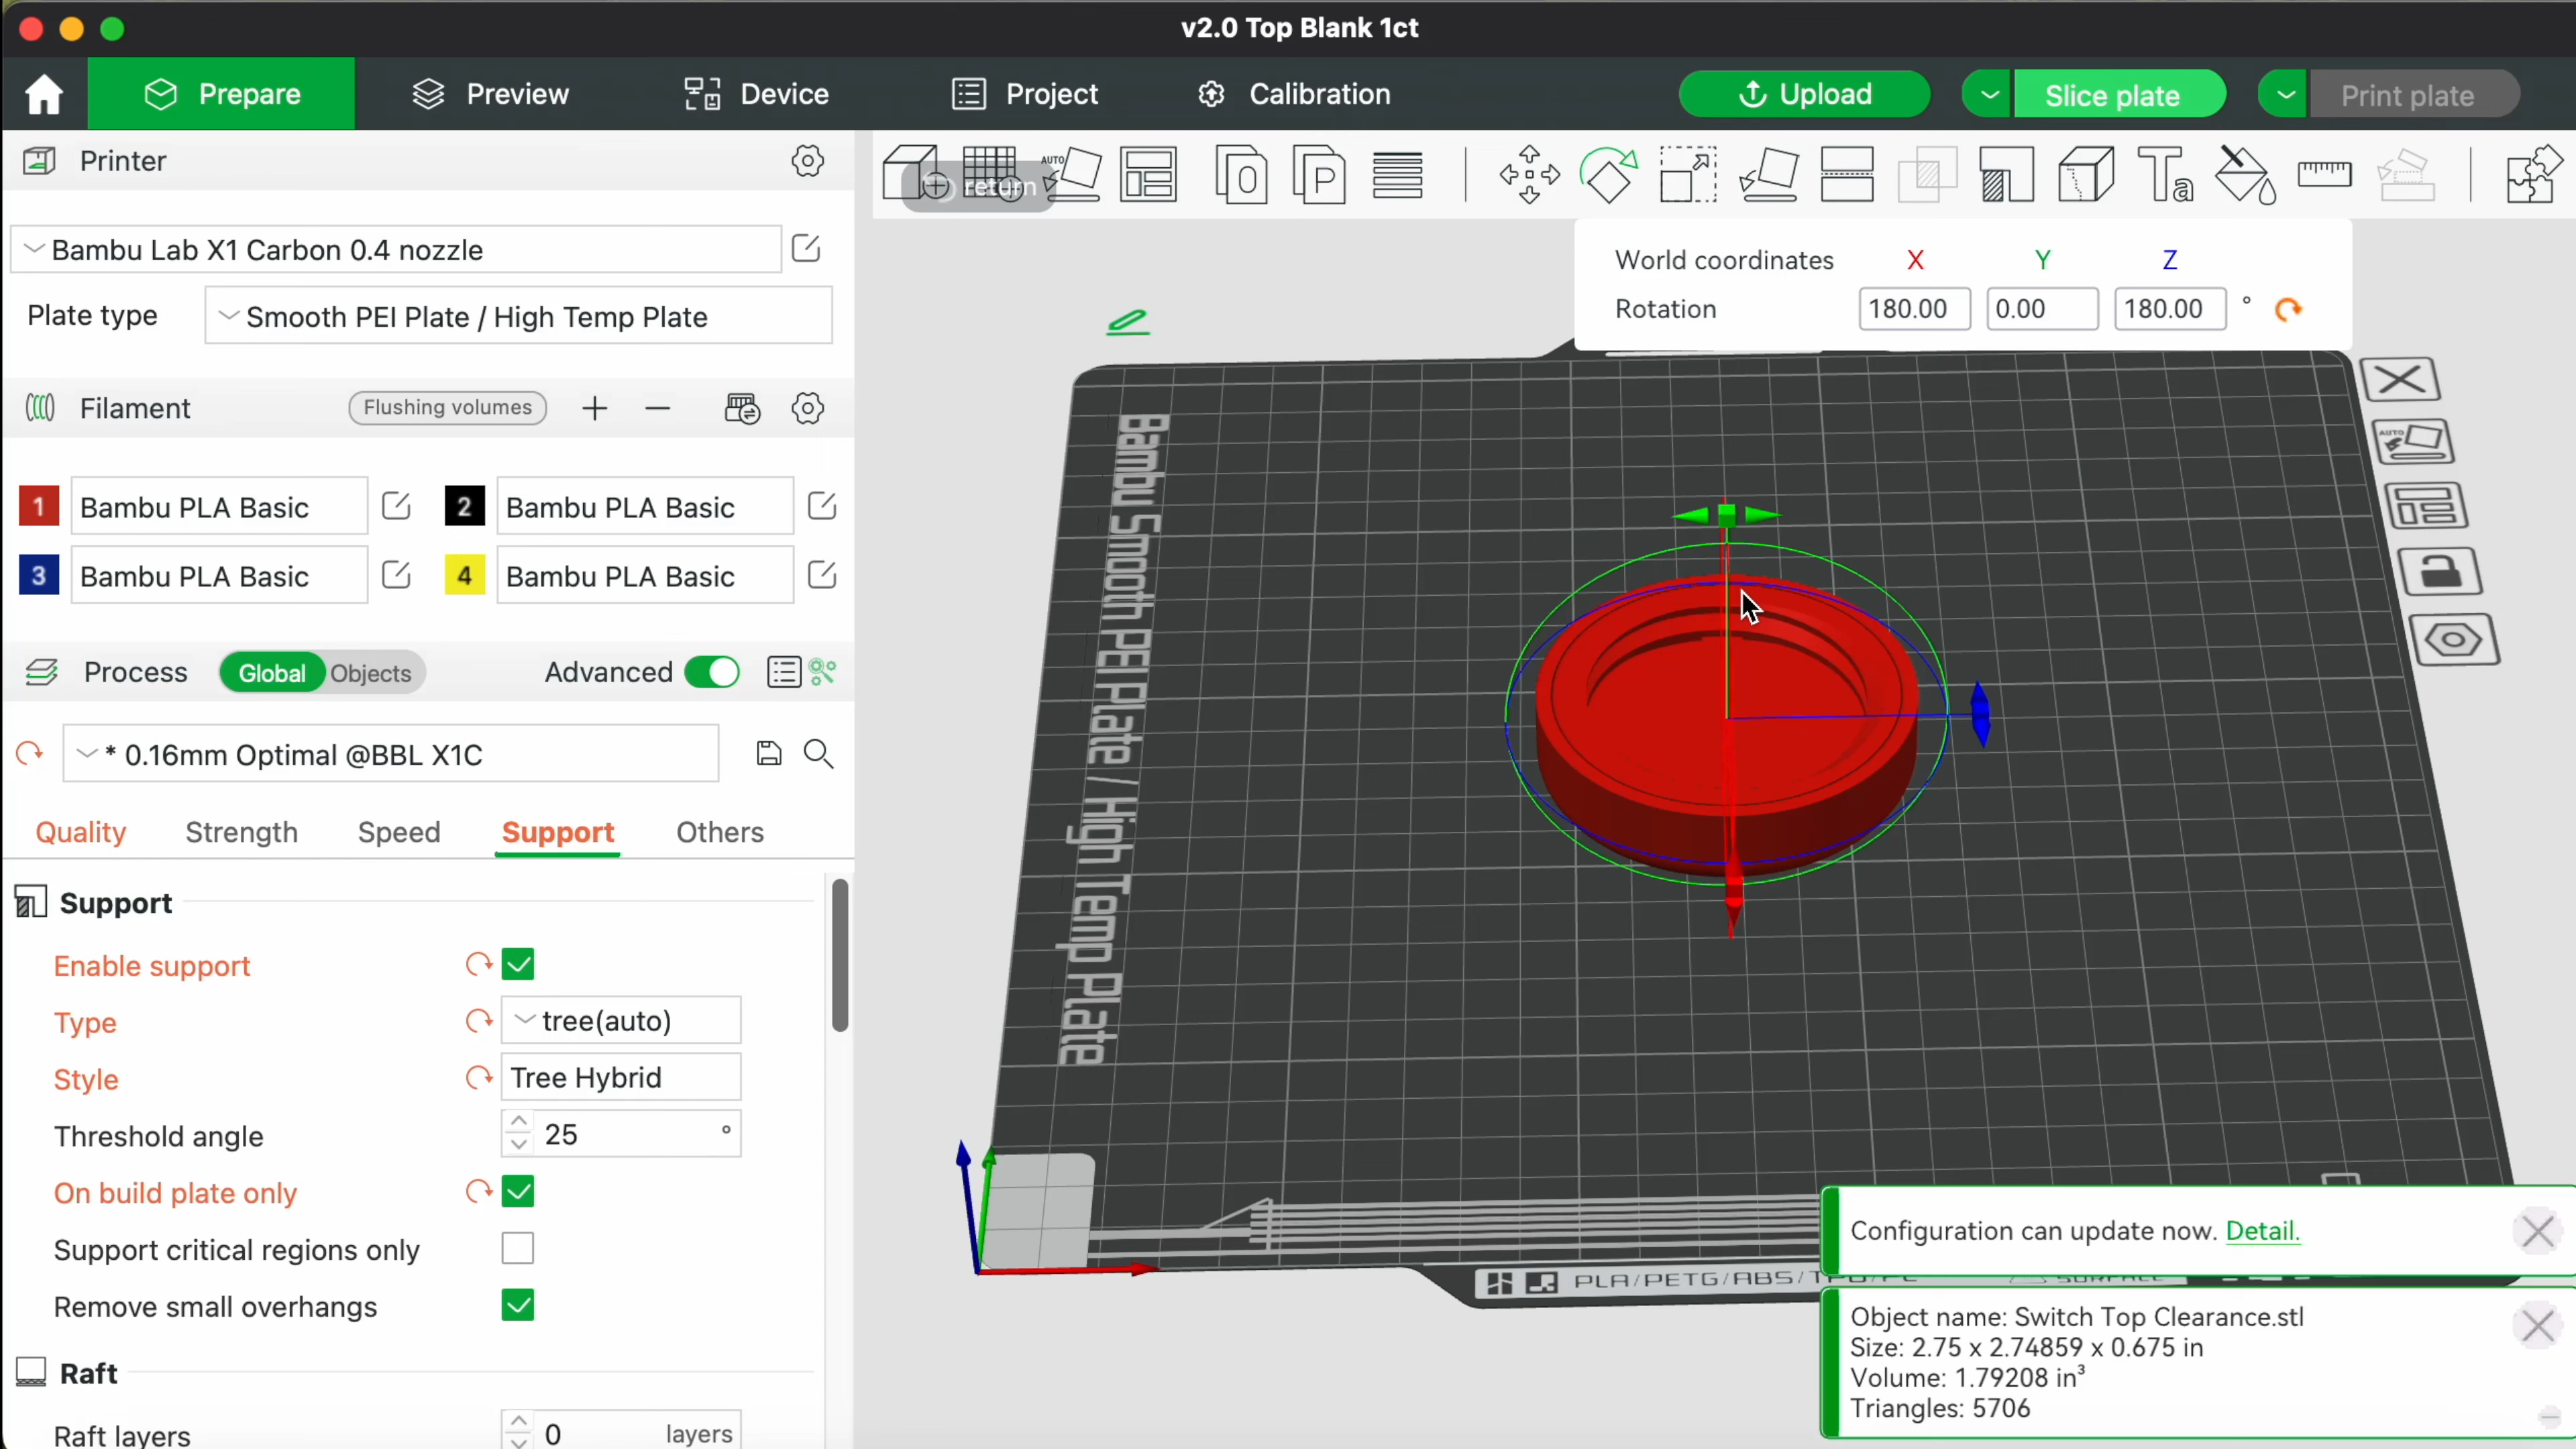 v2.0 Top Blank 1ct
Prepare
Preview
Device
Project
Calibration
Upload
Slice plate
Print plate
Printer
AUTO
return
O
P
Ta
World coordinates X Y Z
Rotation 180.00 0.00 180.00 °
Bambu Lab X1 Carbon 0.4 nozzle
Plate type Smooth PEI Plate / High Temp Plate
Filament Flushing volumes + −
1 Bambu PLA Basic
2 Bambu PLA Basic
3 Bambu PLA Basic
4 Bambu PLA Basic
Process Global Objects Advanced
* 0.16mm Optimal @BBL X1C
Quality Strength Speed Support Others
Support
Enable support
Type tree(auto)
Style Tree Hybrid
Threshold angle 25 °
On build plate only
Support critical regions only
Remove small overhangs
Raft
Raft layers 0 layers
Bambu Smooth PEI Plate / High Temp Plate
AUTO
PLA/PETG/ABS/
Configuration can update now. Detail.
Object name: Switch Top Clearance.stl
Size: 2.75 x 2.74859 x 0.675 in
Volume: 1.79208 in³
Triangles: 5706